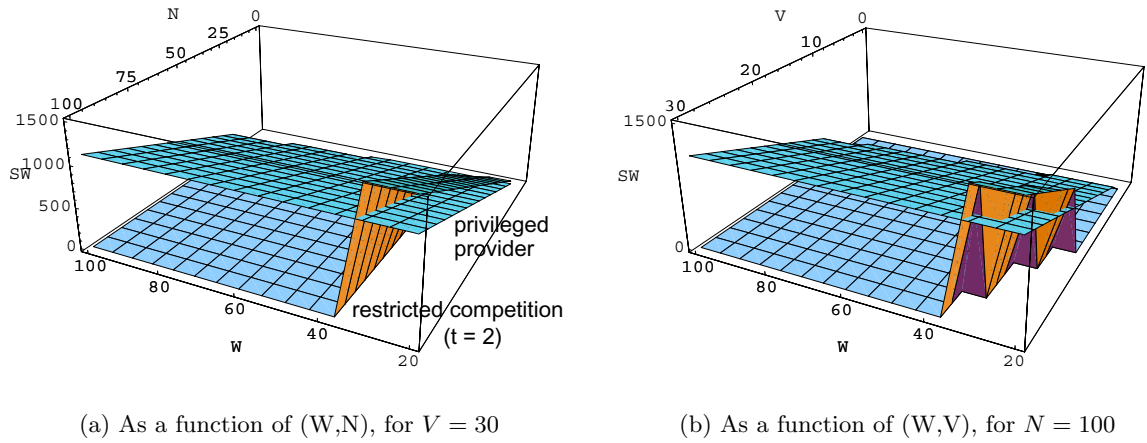 N
0
25
50
75
100
1500
1000
SW
500
0
100
80
60
40
20
W
privileged
provider
restricted competition
(t = 2)
V
0
10
20
30
1500
SW
0
100
80
60
40
20
W
(a) As a function of (W,N), for V = 30
(b) As a function of (W,V), for N = 100